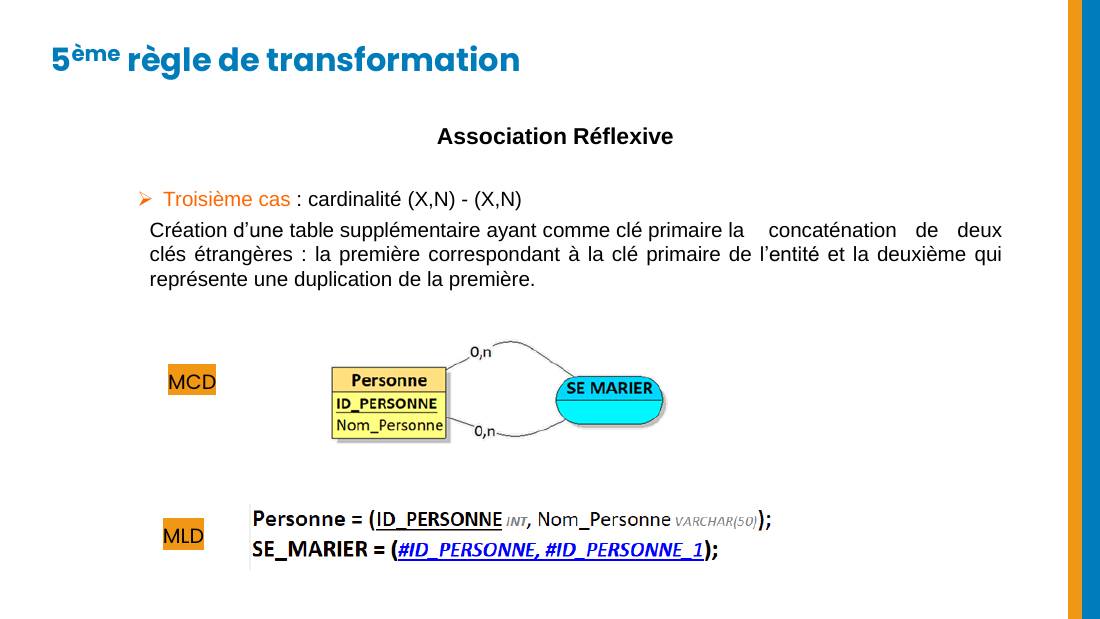 5ème règle de transformation
Association Réflexive
➢ Troisième cas : cardinalité (X,N) - (X,N)
Création d’une table supplémentaire ayant comme clé primaire la concaténation de deux
clés étrangères : la première correspondant à la clé primaire de l’entité et la deuxième qui
représente une duplication de la première.
MCD
0,n
Personne
SE MARIER
ID_PERSONNE
Nom_Personne
0,n
MLD
Personne = (ID_PERSONNE INT, Nom_Personne VARCHAR(50));
SE_MARIER = (#ID_PERSONNE, #ID_PERSONNE_1);